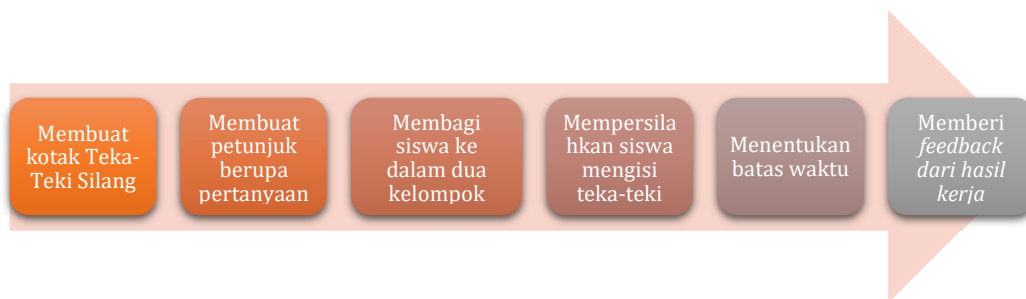 Membuat
kotak Teka-
Teki Silang
Membuat
petunjuk
berupa
pertanyaan
Membagi
siswa ke
dalam dua
kelompok
Mempersila
hkan siswa
mengisi
teka-teki
Menentukan
batas waktu
Memberi
feedback
dari hasil
kerja